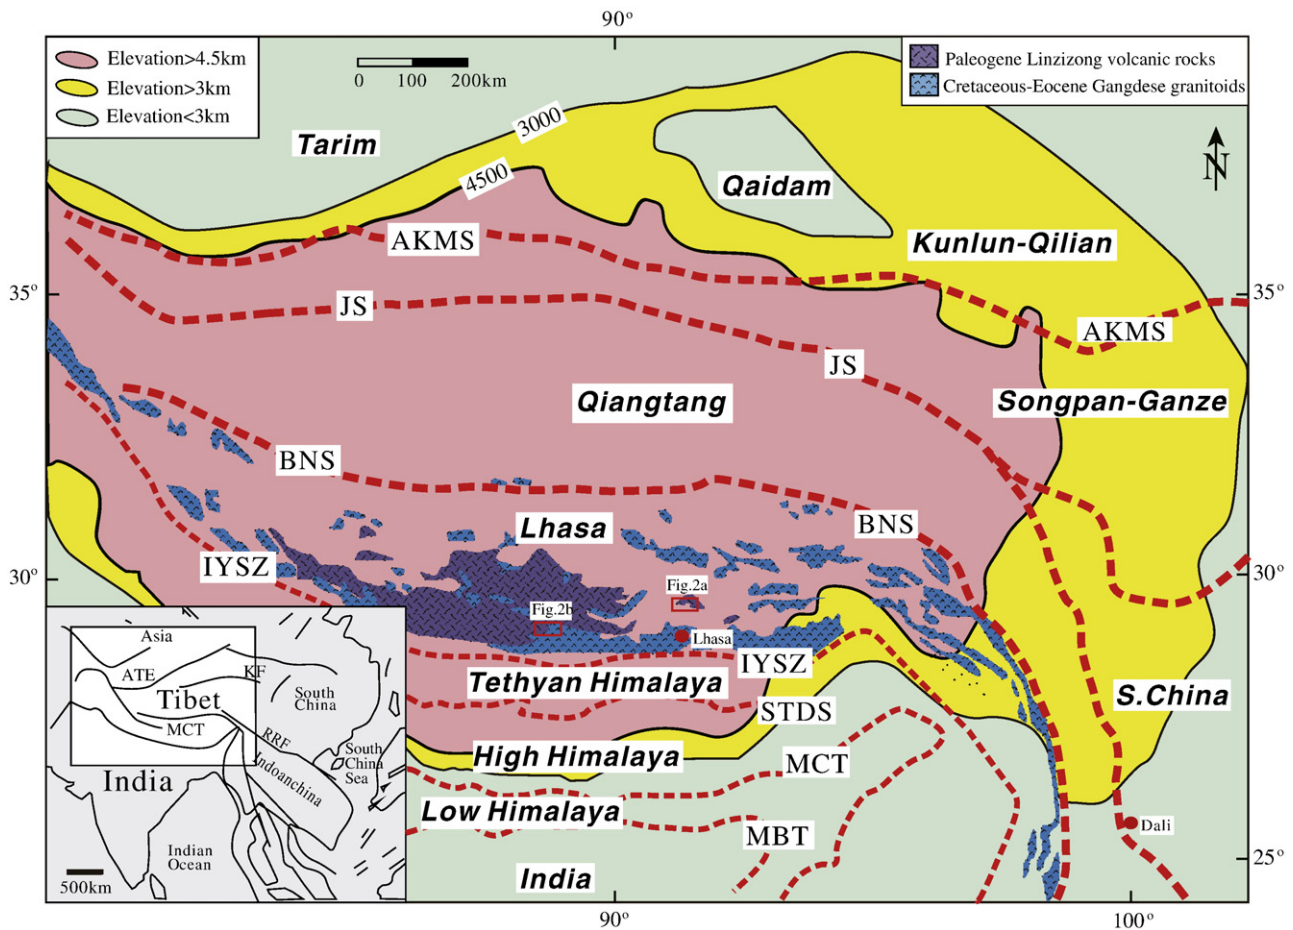 90°
Elevation>4.5km
Elevation>3km
Elevation<3km
0 100 200km
Paleogene Linzizong volcanic rocks
Cretaceous-Eocene Gangdese granitoids
N
3000
Tarim
4500
Qaidam
AKMS
Kunlun-Qilian
35°
35°
JS
AKMS
JS
Qiangtang
Songpan-Ganze
BNS
Lhasa
BNS
IYSZ
30°
30°
Fig.2a
Fig.2b
Lhasa
IYSZ
Tethyan Himalaya
S.China
STDS
High Himalaya
MCT
Low Himalaya
MBT
Dali
India
25°
Asia
ATE
KF
Tibet
South
China
MCT
RRF
South
China
Sea
India
Indoanchina
Indian
Ocean
500km
90°
100°